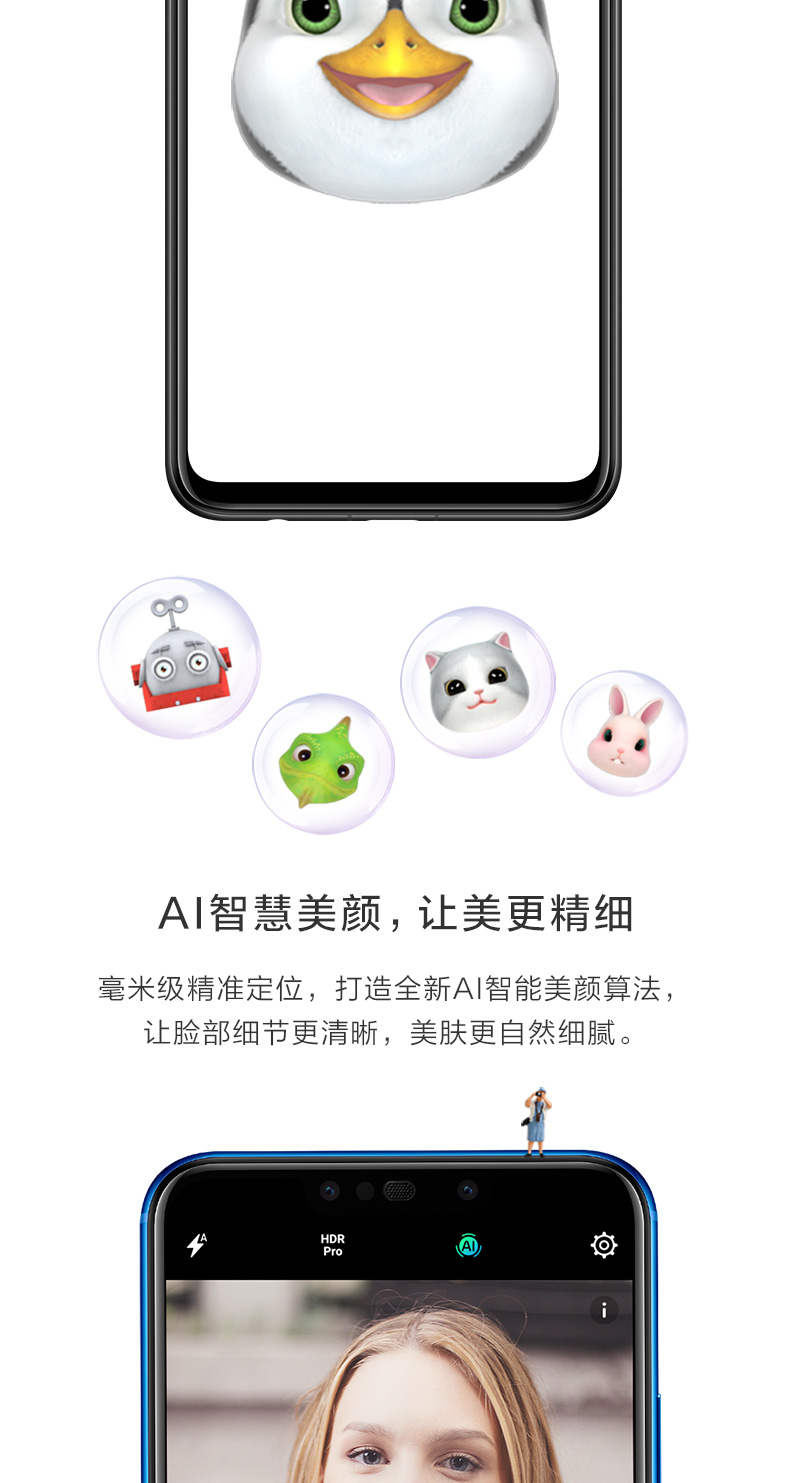 AI智慧美颜，让美更精细
毫米级精准定位，打造全新AI智能美颜算法，
让脸部细节更清晰，美肤更自然细腻。
A
HDR
Pro
AI
i